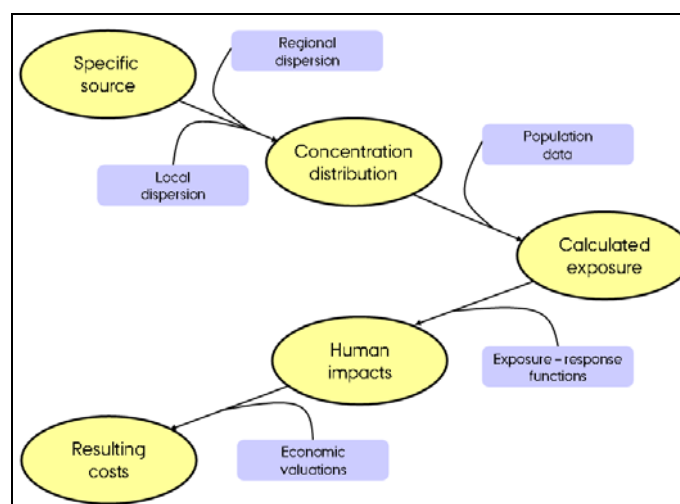 Specific
source
Regional
dispersion
Local
dispersion
Concentration
distribution
Population
data
Calculated
exposure
Exposure – response
functions
Human
impacts
Economic
valuations
Resulting
costs